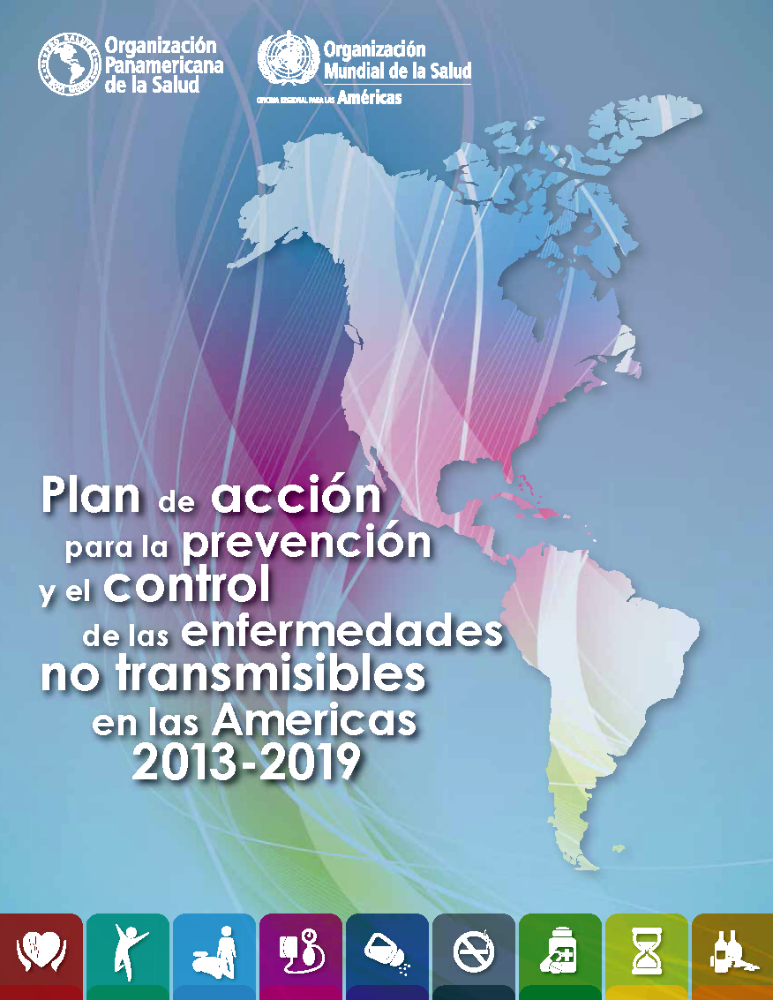 Organización
Panamericana
de la Salud
Organización
Mundial de la Salud
OFICINA REGIONAL PARA LAS Américas
Plan de acción
para la prevención
y el control
de las enfermedades
no transmisibles
en las Americas
2013-2019